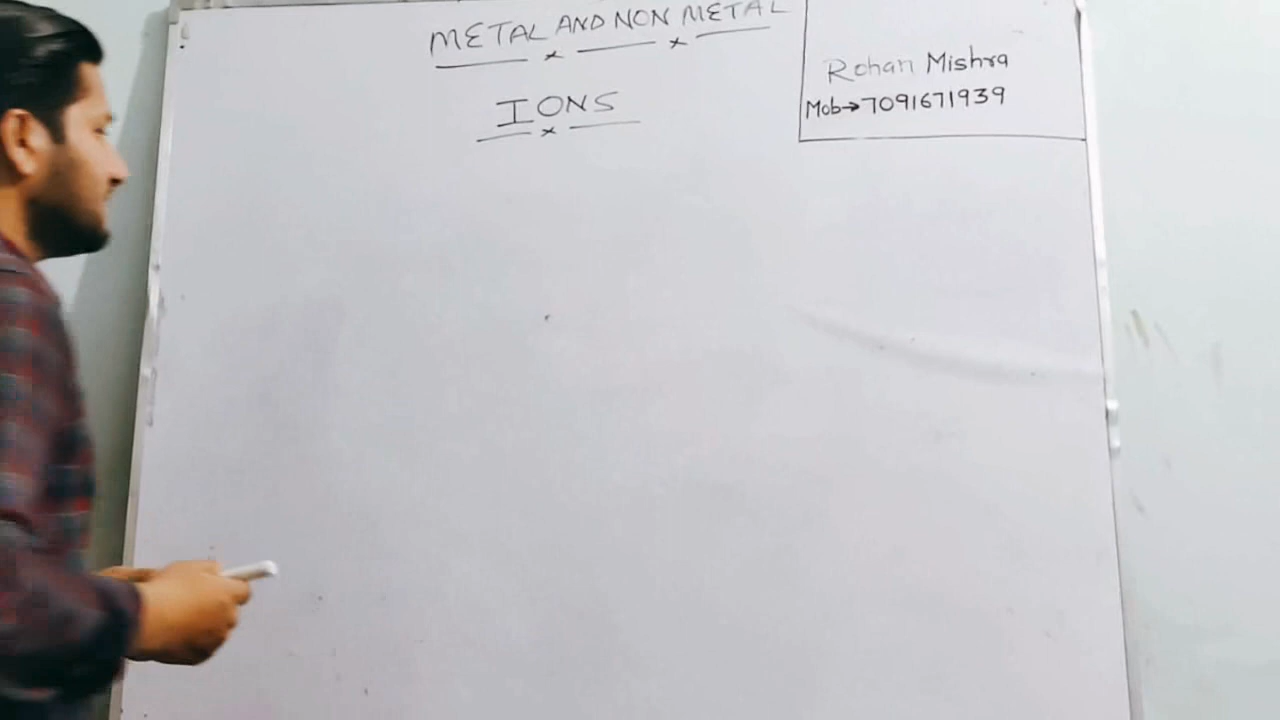 METAL AND NON METAL
IONS
Rohan Mishra
Mob→7091671939